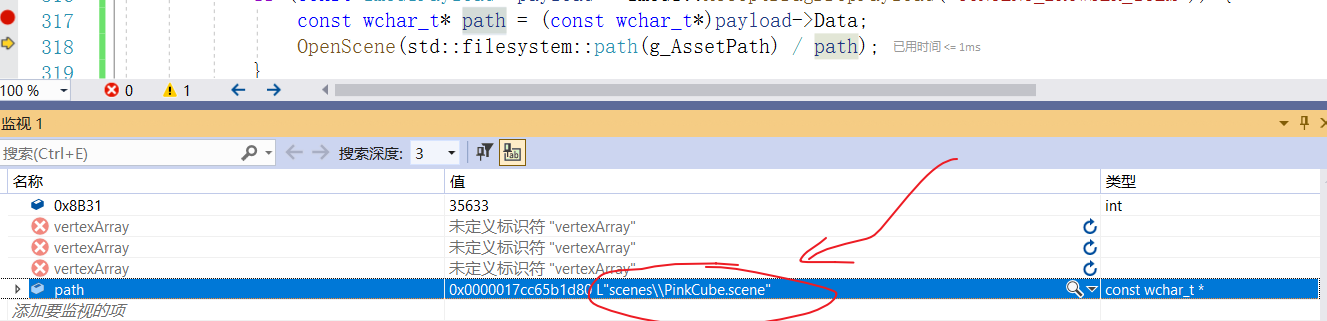 317 const wchar_t* path = (const wchar_t*)payload->Data;
318 OpenScene(std::filesystem::path(g_AssetPath) / path); 已用时间 <= 1ms
319 }
100 % 0 1
监视 1
搜索(Ctrl+E) 搜索深度: 3
名称 值 类型
0x8B31 35633 int
vertexArray 未定义标识符 "vertexArray"
vertexArray 未定义标识符 "vertexArray"
vertexArray 未定义标识符 "vertexArray"
path 0x0000017cc65b1d80 L"scenes\\PinkCube.scene" const wchar_t *
添加要监视的项